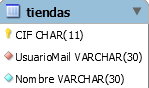 tiendas
CIF CHAR(11)
UsuarioMail VARCHAR(30)
Nombre VARCHAR(30)